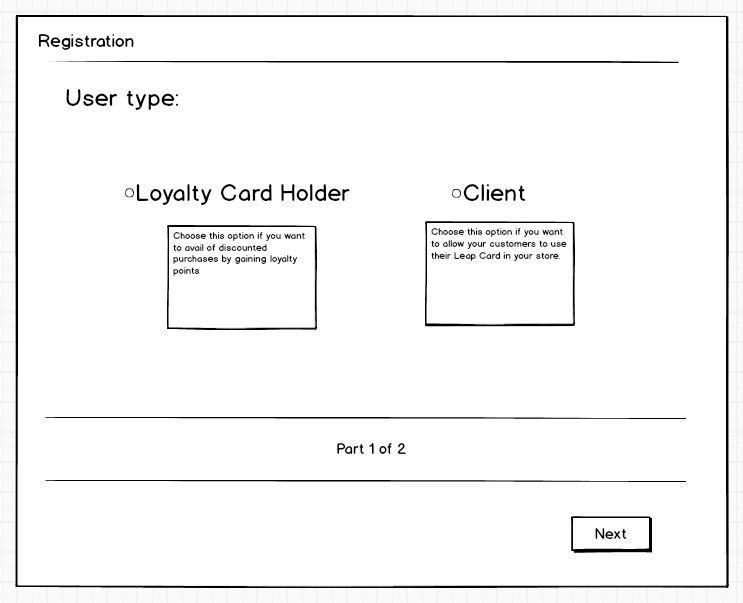 Registration
User type:
Loyalty Card Holder
Client
Choose this option if you want
to avail of discounted
purchases by gaining loyalty
points
Choose this option if you want
to allow your customers to use
their Leap Card in your store.
Part 1 of 2
Next